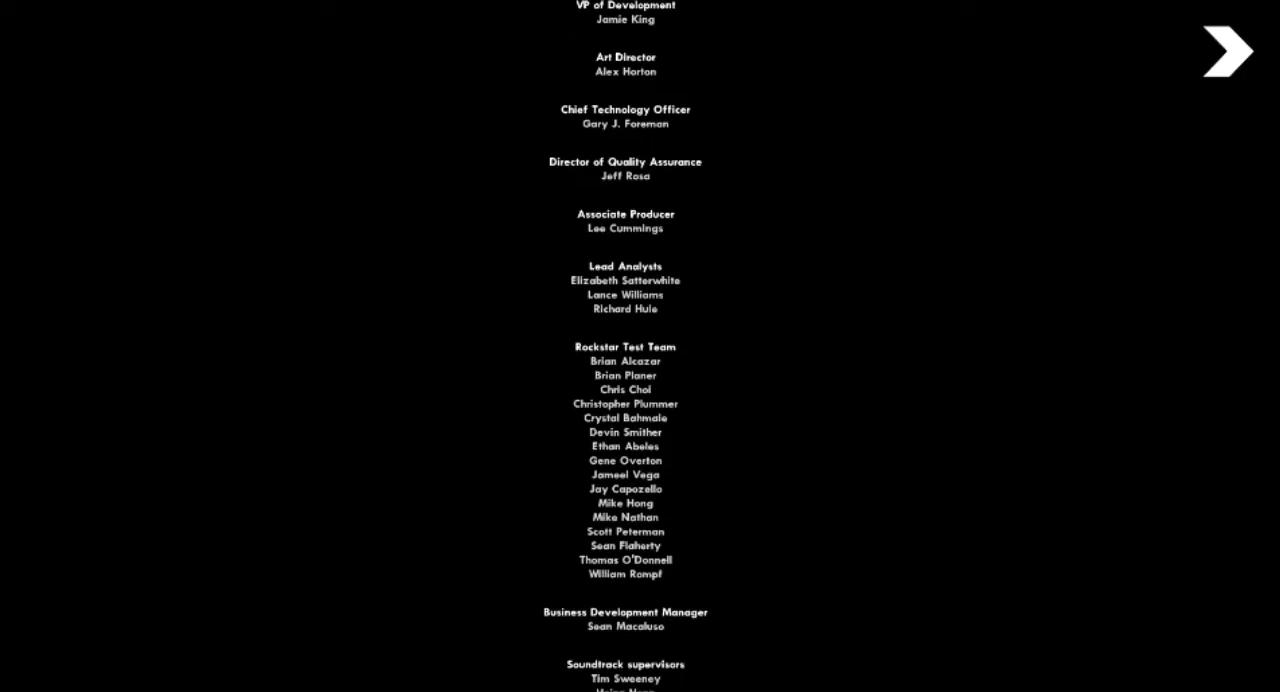 VP of Development
Jamie King
Art Director
Alex Horton
Chief Technology Officer
Gary J. Foreman
Director of Quality Assurance
Jeff Rosa
Associate Producer
Lee Cummings
Lead Analysts
Elizabeth Satterwhite
Lance Williams
Richard Huie
Rockstar Test Team
Brian Alcazar
Brian Planer
Chris Choi
Christopher Plummer
Crystal Bahmaie
Devin Smither
Ethan Abeles
Gene Overton
Jameel Vega
Jay Capozello
Mike Hong
Mike Nathan
Scott Peterman
Sean Flaherty
Thomas O'Donnell
William Rompf
Business Development Manager
Sean Macaluso
Soundtrack supervisors
Tim Sweeney